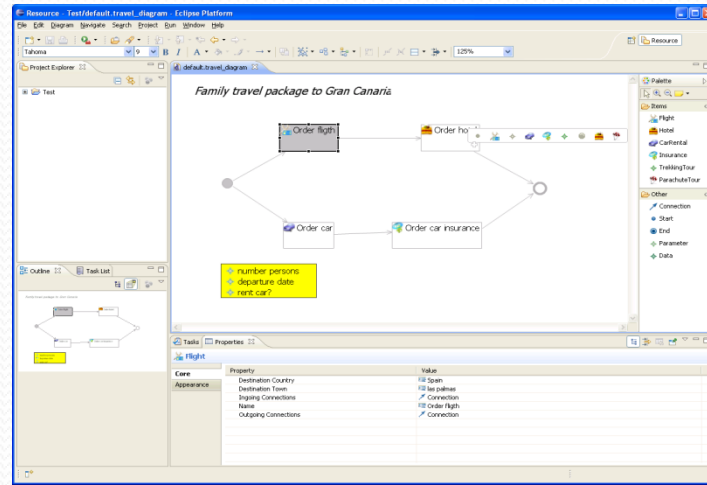 Resource - Test/default.travel_diagram - Eclipse Platform
File Edit Diagram Navigate Search Project Run Window Help
Resource
Tahoma 9 B I A 125%
Project Explorer
default.travel_diagram
Test
Family travel package to Gran Canaria
Order fligth
Order ho
Order car
Order car insurance
number persons
departure date
rent car?
Palette
Items
Flight
Hotel
CarRental
Insurance
TrekkingTour
ParachuteTour
Other
Connection
Start
End
Parameter
Data
Outline Task List
Tasks Properties
Flight
Core
Appearance
Property Value
Destination Country Spain
Destination Town las palmas
Ingoing Connections Connection
Name Order Fligth
Outgoing Connections Connection